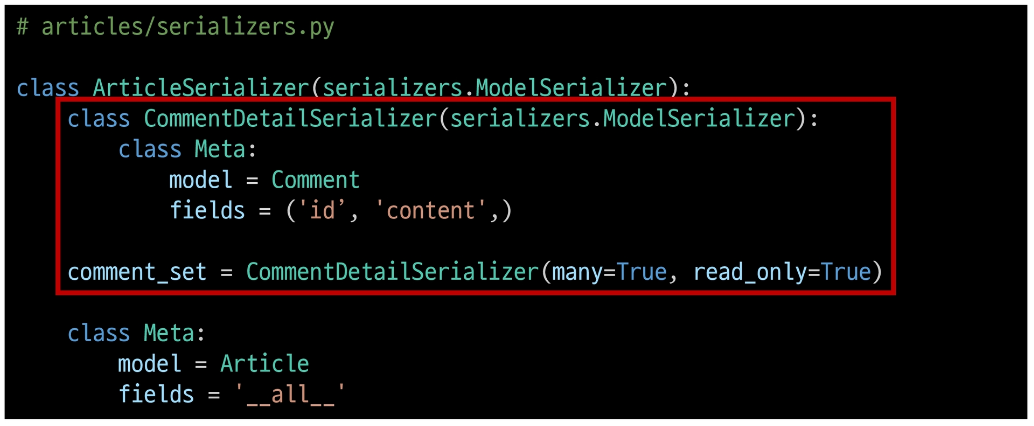 # articles/serializers.py
class ArticleSerializer(serializers.ModelSerializer):
class CommentDetailSerializer(serializers.ModelSerializer):
class Meta:
model = Comment
fields = ('id’, 'content',)
comment_set = CommentDetailSerializer(many=True, read_only=True)
class Meta:
model = Article
fields = '__all__'